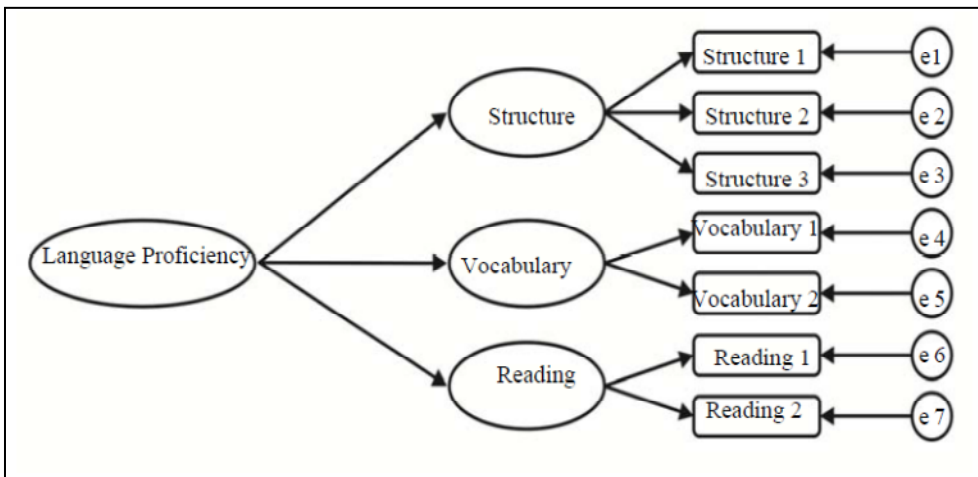 Structure 1
e1
Structure
Structure 2
e 2
Structure 3
e 3
Vocabulary 1
e 4
Language Proficiency
Vocabulary
Vocabulary 2
e 5
Reading 1
e 6
Reading
Reading 2
e 7